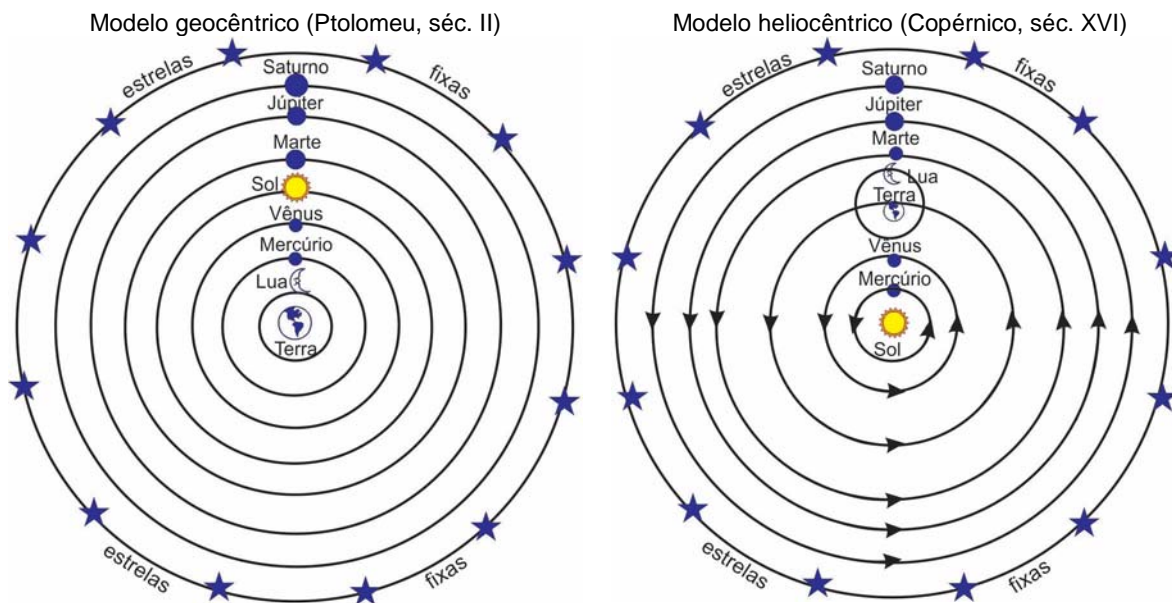 Modelo geocêntrico (Ptolomeu, séc. II)
estrelas
fixas
Saturno
Júpiter
Marte
Sol
Vênus
Mercúrio
Lua
Terra
estrelas
fixas
Modelo heliocêntrico (Copérnico, séc. XVI)
estrelas
fixas
Saturno
Júpiter
Marte
Lua
Terra
Vênus
Mercúrio
Sol
estrelas
fixas